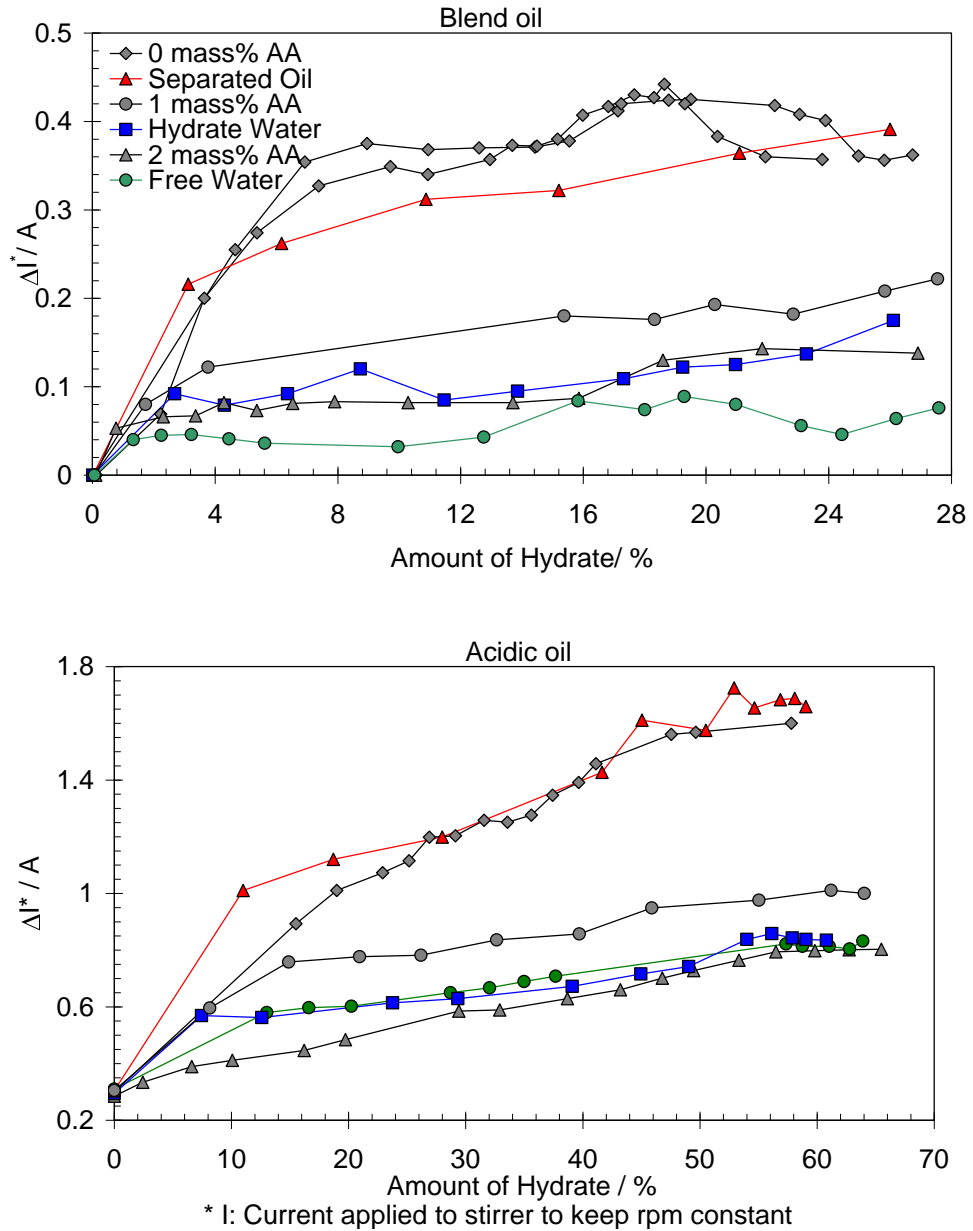 Blend oil
0.5
0.4
0.3
0.2
0.1
0
ΔI*/ A
0 mass% AA
Separated Oil
1 mass% AA
Hydrate Water
2 mass% AA
Free Water
0 4 8 12 16 20 24 28
Amount of Hydrate/ %
Acidic oil
1.8
1.4
1
0.6
0.2
ΔI* / A
0 10 20 30 40 50 60 70
Amount of Hydrate / %
* I: Current applied to stirrer to keep rpm constant